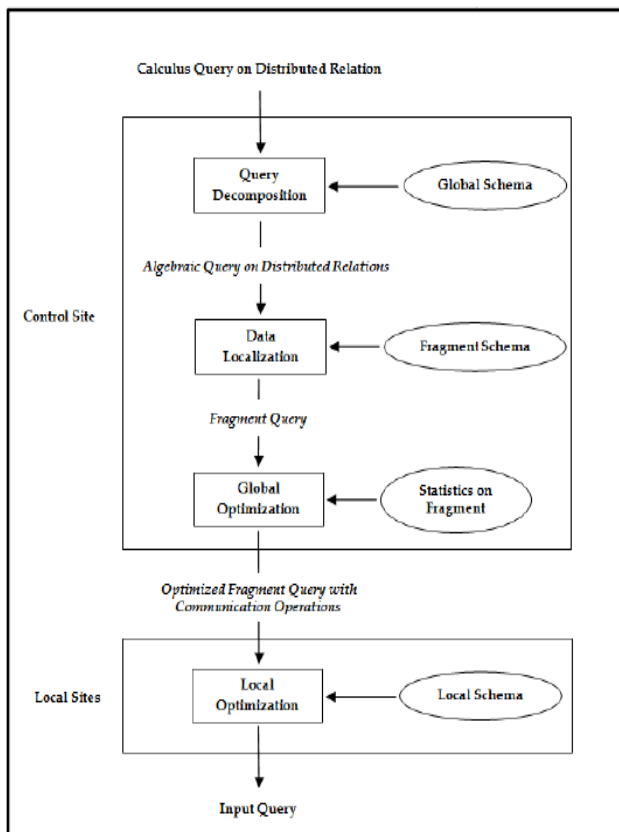 Calculus Query on Distributed Relation
Query
Decomposition
Global Schema
Algebraic Query on Distributed Relations
Control Site
Data
Localization
Fragment Schema
Fragment Query
Global
Optimization
Statistics on
Fragment
Optimized Fragment Query with
Communication Operations
Local Sites
Local
Optimization
Local Schema
Input Query